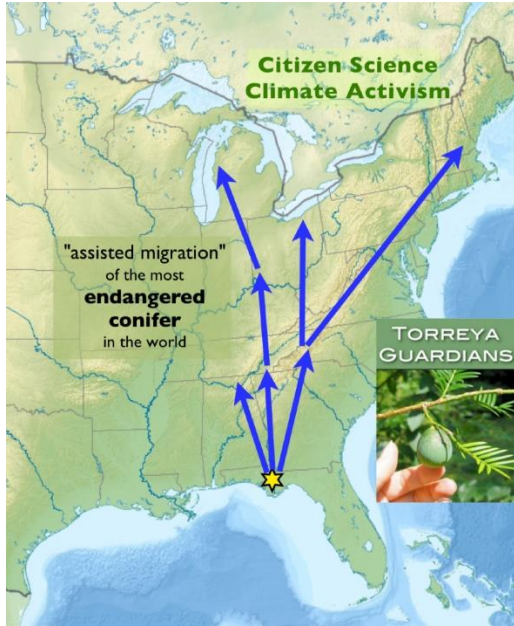 Citizen Science
Climate Activism
"assisted migration"
of the most
endangered
conifer
in the world
TORREYA
GUARDIANS